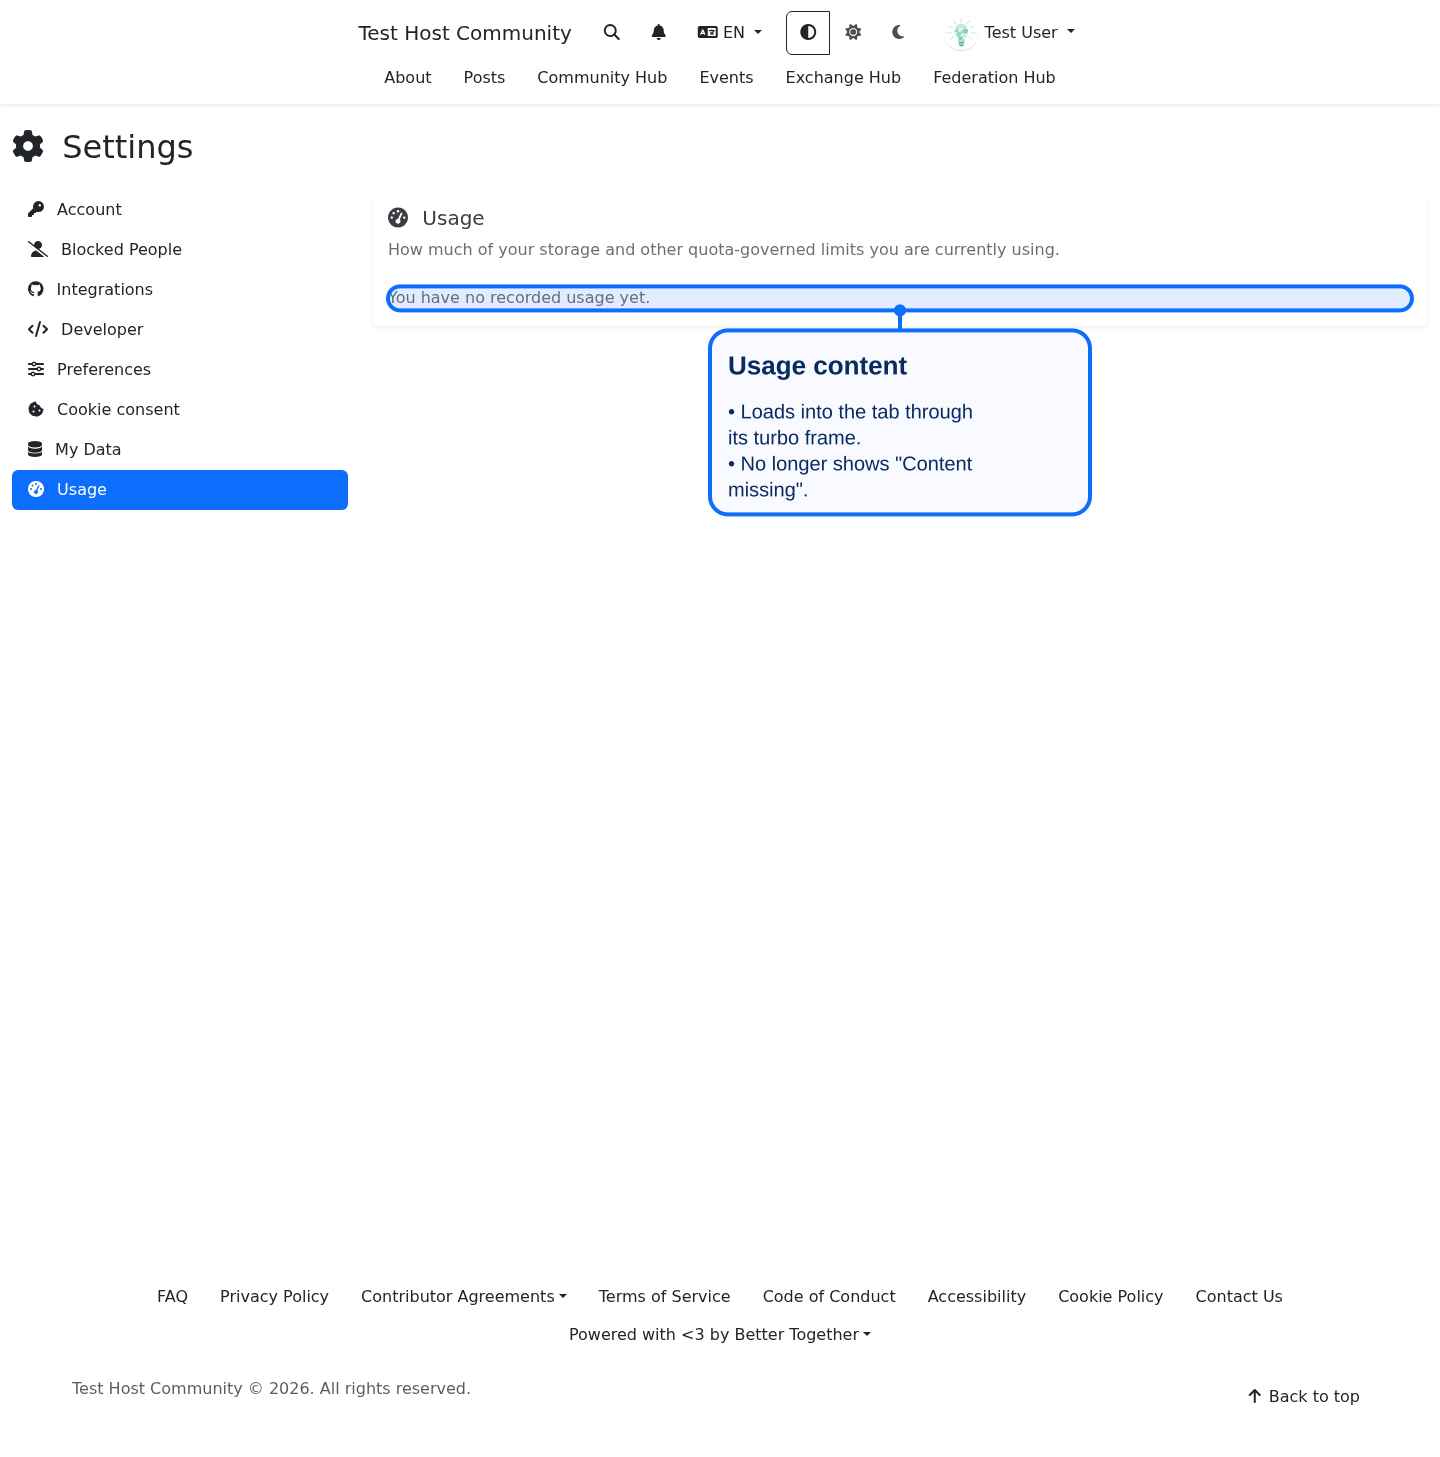 Test Host Community EN Test User
About Posts Community Hub Events Exchange Hub Federation Hub
Settings
Account
Blocked People
Integrations
Developer
Preferences
Cookie consent
My Data
Usage
Usage
How much of your storage and other quota-governed limits you are currently using.
You have no recorded usage yet.
Usage content
• Loads into the tab through
its turbo frame.
• No longer shows "Content
missing".
FAQ Privacy Policy Contributor Agreements Terms of Service Code of Conduct Accessibility Cookie Policy Contact Us
Powered with <3 by Better Together
Test Host Community © 2026. All rights reserved.
Back to top